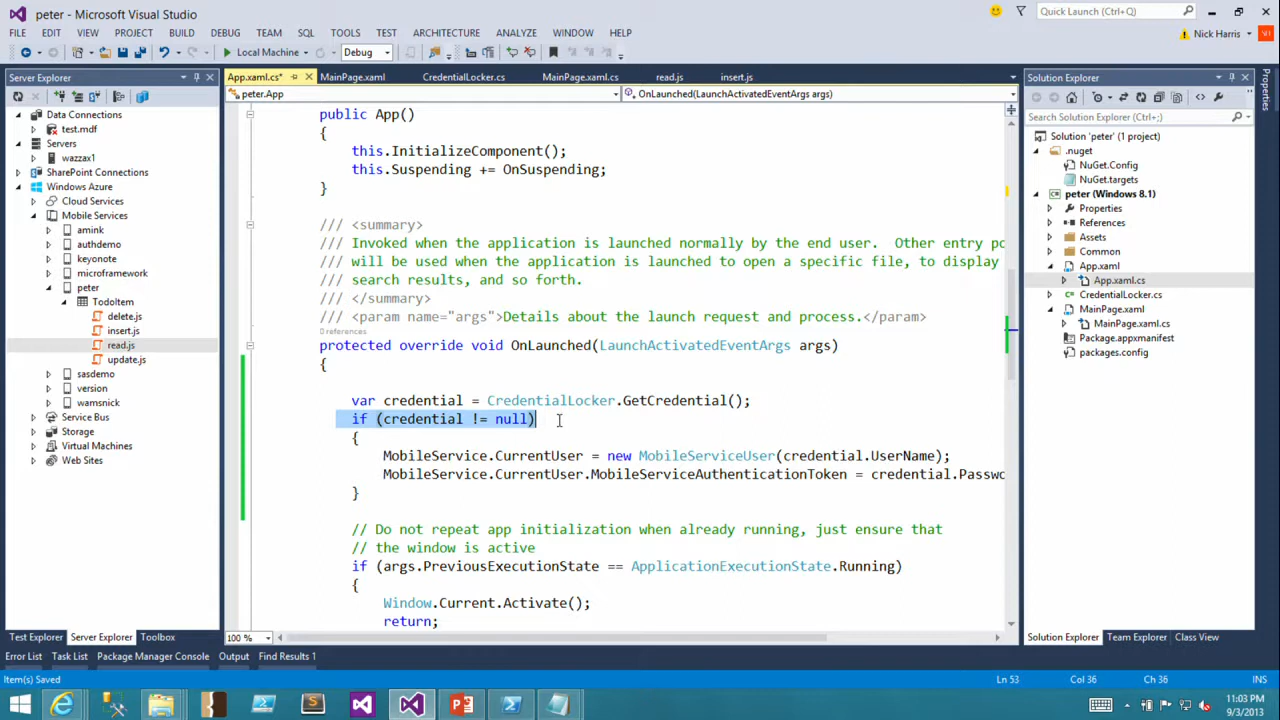 peter - Microsoft Visual Studio
Quick Launch (Ctrl+Q)
FILE EDIT VIEW PROJECT BUILD DEBUG TEAM SQL TOOLS TEST ARCHITECTURE ANALYZE WINDOW HELP
Nick Harris
Local Machine
Debug
Server Explorer
Data Connections
test.mdf
Servers
wazzax1
SharePoint Connections
Windows Azure
Cloud Services
Mobile Services
amink
authdemo
keyonote
microframework
peter
TodoItem
delete.js
insert.js
read.js
update.js
sasdemo
version
wamsnick
Service Bus
Storage
Virtual Machines
Web Sites
Test Explorer Server Explorer Toolbox
App.xaml.cs* MainPage.xaml CredentialLocker.cs MainPage.xaml.cs read.js insert.js
peter.App
OnLaunched(LaunchActivatedEventArgs args)
public App()
{
this.InitializeComponent();
this.Suspending += OnSuspending;
}
/// <summary>
/// Invoked when the application is launched normally by the end user.  Other entry po
/// will be used when the application is launched to open a specific file, to display
/// search results, and so forth.
/// </summary>
/// <param name="args">Details about the launch request and process.</param>
0 references
protected override void OnLaunched(LaunchActivatedEventArgs args)
{
var credential = CredentialLocker.GetCredential();
if (credential != null)
{
MobileService.CurrentUser = new MobileServiceUser(credential.UserName);
MobileService.CurrentUser.MobileServiceAuthenticationToken = credential.Passwo
}
// Do not repeat app initialization when already running, just ensure that
// the window is active
if (args.PreviousExecutionState == ApplicationExecutionState.Running)
{
Window.Current.Activate();
return;
100 %
Solution Explorer
Search Solution Explorer (Ctrl+;)
Solution 'peter' (1 project)
.nuget
NuGet.Config
NuGet.targets
peter (Windows 8.1)
Properties
References
Assets
Common
App.xaml
App.xaml.cs
CredentialLocker.cs
MainPage.xaml
MainPage.xaml.cs
Package.appxmanifest
packages.config
Solution Explorer Team Explorer Class View
Properties
Error List Task List Package Manager Console Output Find Results 1
Item(s) Saved
Ln 53 Col 36 Ch 36 INS
11:03 PM
9/3/2013